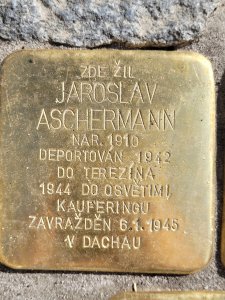 ZDE ŽIL
JAROSLAV
ASCHERMANN
NAR. 1910
DEPORTOVÁN 1942
DO TEREZÍNA
1944 DO OSVĚTIMI
KAUFERINGU
ZAVRAŽDĚN 6.1.1945
V DACHAU